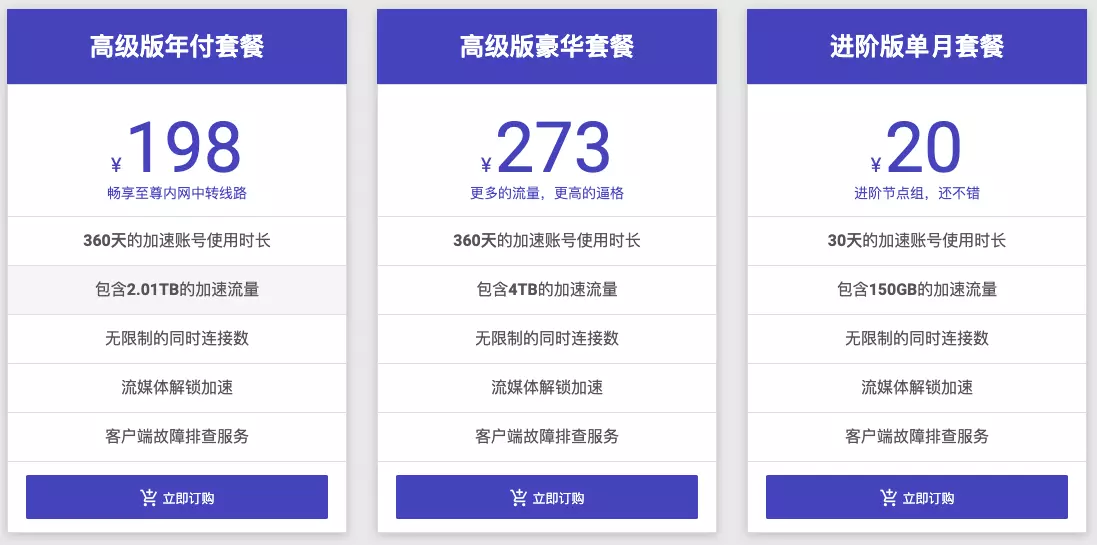 高级版年付套餐
¥198
畅享至尊内网中转线路
360天的加速账号使用时长
包含2.01TB的加速流量
无限制的同时连接数
流媒体解锁加速
客户端故障排查服务
立即订购
高级版豪华套餐
¥273
更多的流量，更高的逼格
360天的加速账号使用时长
包含4TB的加速流量
无限制的同时连接数
流媒体解锁加速
客户端故障排查服务
立即订购
进阶版单月套餐
¥20
进阶节点组，还不错
30天的加速账号使用时长
包含150GB的加速流量
无限制的同时连接数
流媒体解锁加速
客户端故障排查服务
立即订购